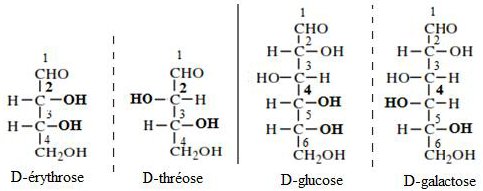 1
CHO
2
H–C–OH
3
H–C–OH
4
CH₂OH
D-érythrose
1
CHO
2
HO–C–H
3
H–C–OH
4
CH₂OH
D-thréose
1
CHO
2
H–C–OH
3
HO–C–H
4
H–C–OH
5
H–C–OH
6
CH₂OH
D-glucose
1
CHO
2
H–C–OH
3
HO–C–H
4
HO–C–H
5
H–C–OH
6
CH₂OH
D-galactose